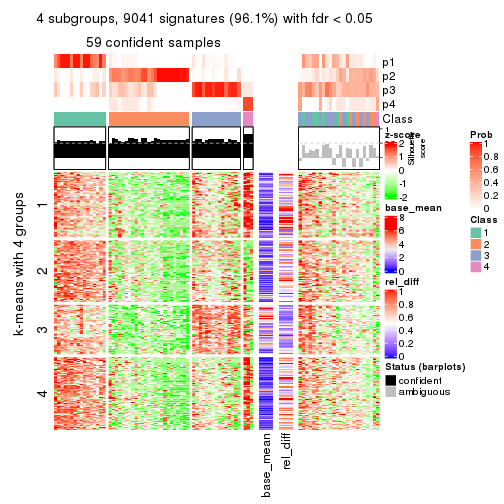 4 subgroups, 9041 signatures (96.1%) with fdr < 0.05
59 confident samples
p1
p2
p3
p4
Class
1
Silhouette
score
k-means with 4 groups
1
2
3
4
base_mean
rel_diff
z-score
2
1
0
-1
-2
base_mean
8
6
4
2
0
rel_diff
1
0.8
0.6
0.4
0.2
0
Status (barplots)
confident
ambiguous
Prob
1
0.8
0.6
0.4
0.2
0
Class
1
2
3
4